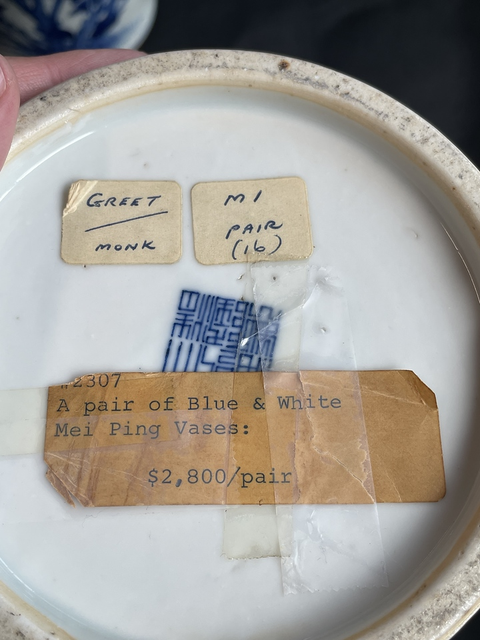 GREET
MONK
M1
PAIR
(16)
#2307
A pair of Blue & White
Mei Ping Vases:
$2,800/pair